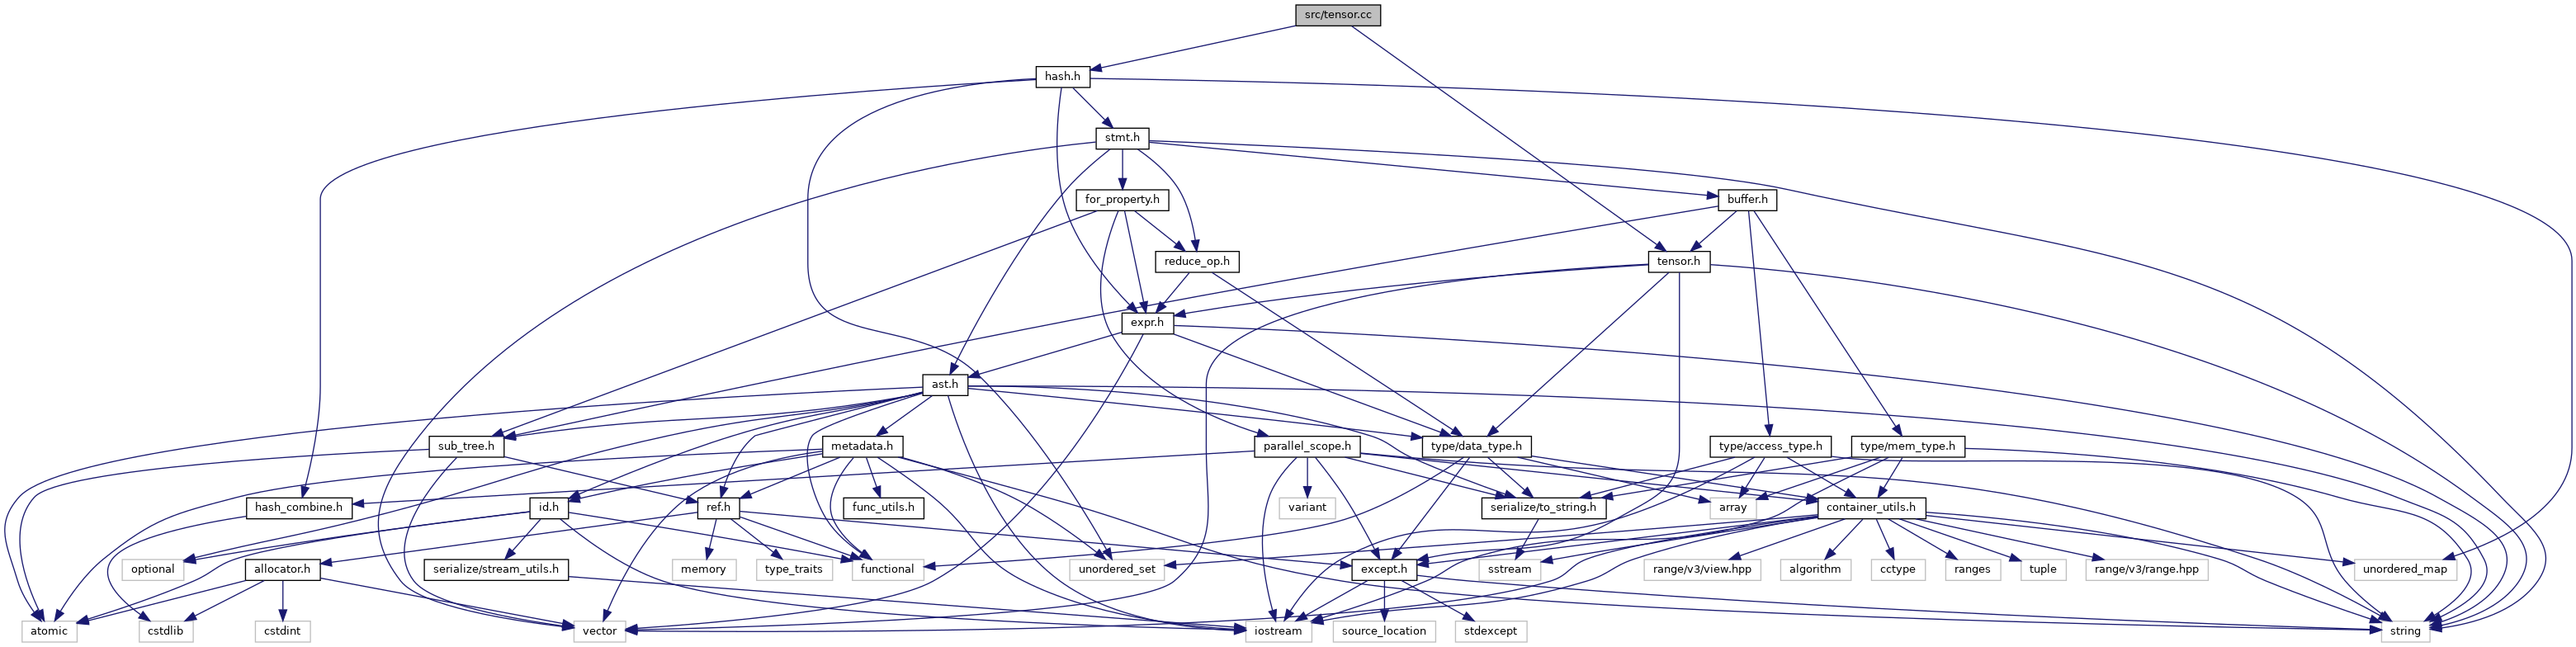 src/tensor.cc
hash.h
stmt.h
for_property.h
buffer.h
reduce_op.h
tensor.h
expr.h
ast.h
sub_tree.h
metadata.h
parallel_scope.h
type/data_type.h
type/access_type.h
type/mem_type.h
hash_combine.h
id.h
ref.h
func_utils.h
variant
serialize/to_string.h
array
container_utils.h
optional
allocator.h
serialize/stream_utils.h
memory
type_traits
functional
unordered_set
except.h
sstream
range/v3/view.hpp
algorithm
cctype
ranges
tuple
range/v3/range.hpp
unordered_map
atomic
cstdlib
cstdint
vector
iostream
source_location
stdexcept
string